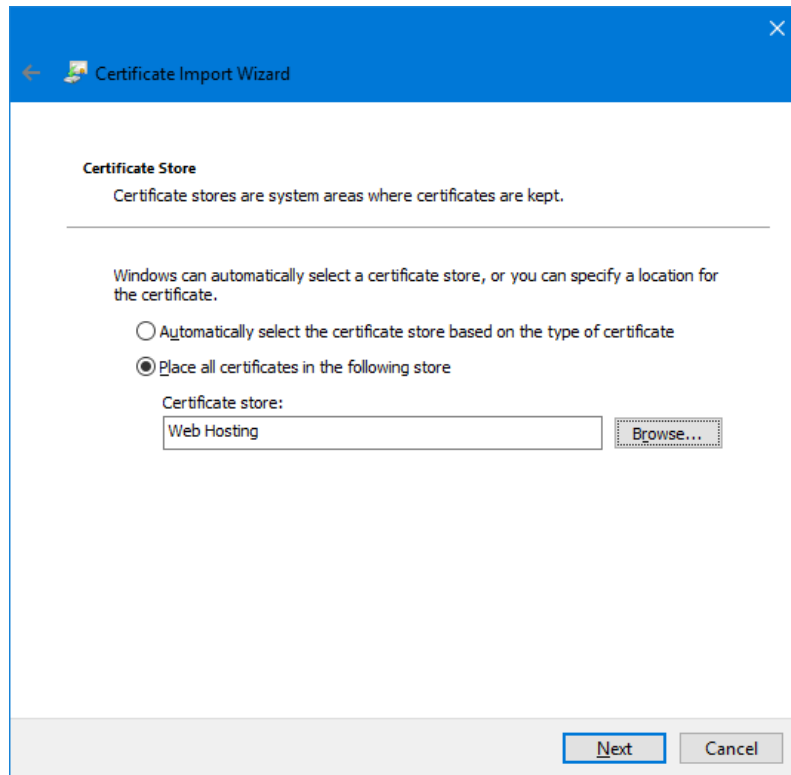 Certificate Import Wizard
Certificate Store
Certificate stores are system areas where certificates are kept.
Windows can automatically select a certificate store, or you can specify a location for
the certificate.
Automatically select the certificate store based on the type of certificate
Place all certificates in the following store
Certificate store:
Web Hosting
Browse...
Next
Cancel